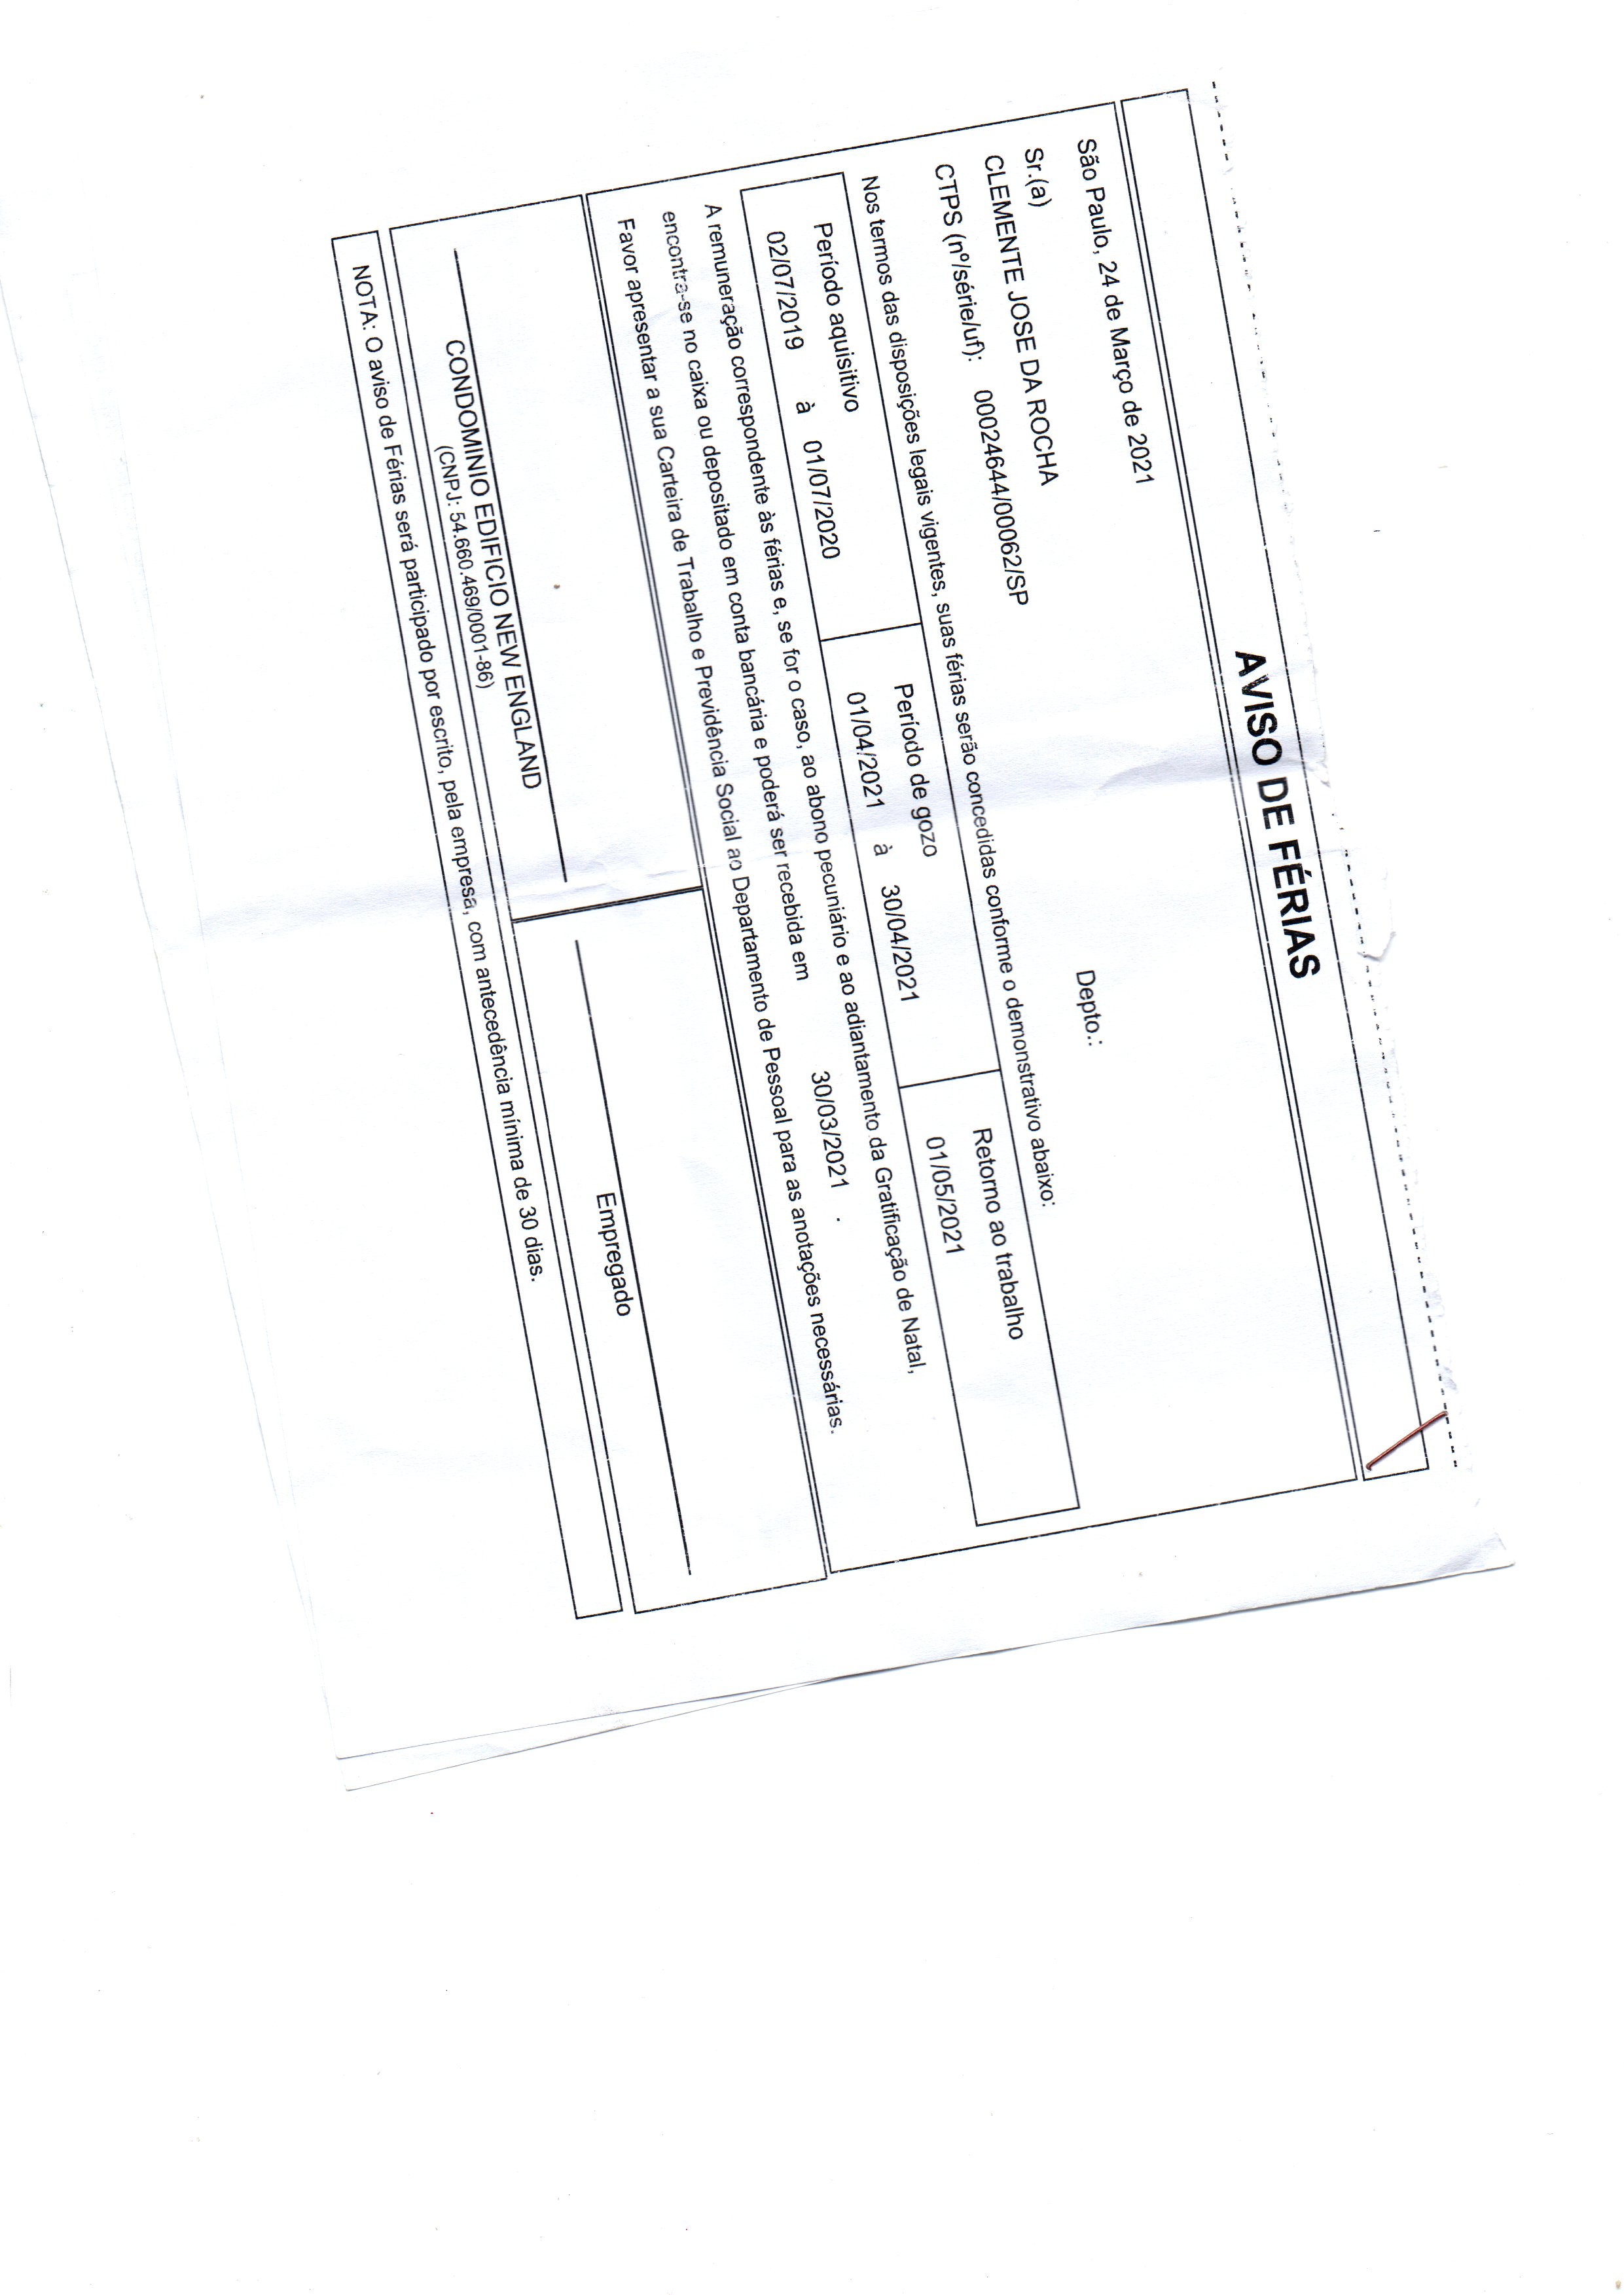 AVISO DE FÉRIAS
São Paulo, 24 de Março de 2021
Sr.(a)
CLEMENTE JOSE DA ROCHA
Depto.:
CTPS (nº/série/uf): 00024644/00062/SP
Nos termos das disposições legais vigentes, suas férias serão concedidas conforme o demonstrativo abaixo:
Período aquisitivo
02/07/2019 à 01/07/2020
Período de gozo
01/04/2021 à 30/04/2021
Retorno ao trabalho
01/05/2021
A remuneração correspondente às férias e, se for o caso, ao abono pecuniário e ao adiantamento da Gratificação de Natal,
encontra-se no caixa ou depositado em conta bancária e poderá ser recebida em 30/03/2021 .
Favor apresentar a sua Carteira de Trabalho e Previdência Social ao Departamento de Pessoal para as anotações necessárias.
CONDOMINIO EDIFICIO NEW ENGLAND
(CNPJ: 54.660.469/0001-86)
Empregado
NOTA: O aviso de Férias será participado por escrito, pela empresa, com antecedência mínima de 30 dias.